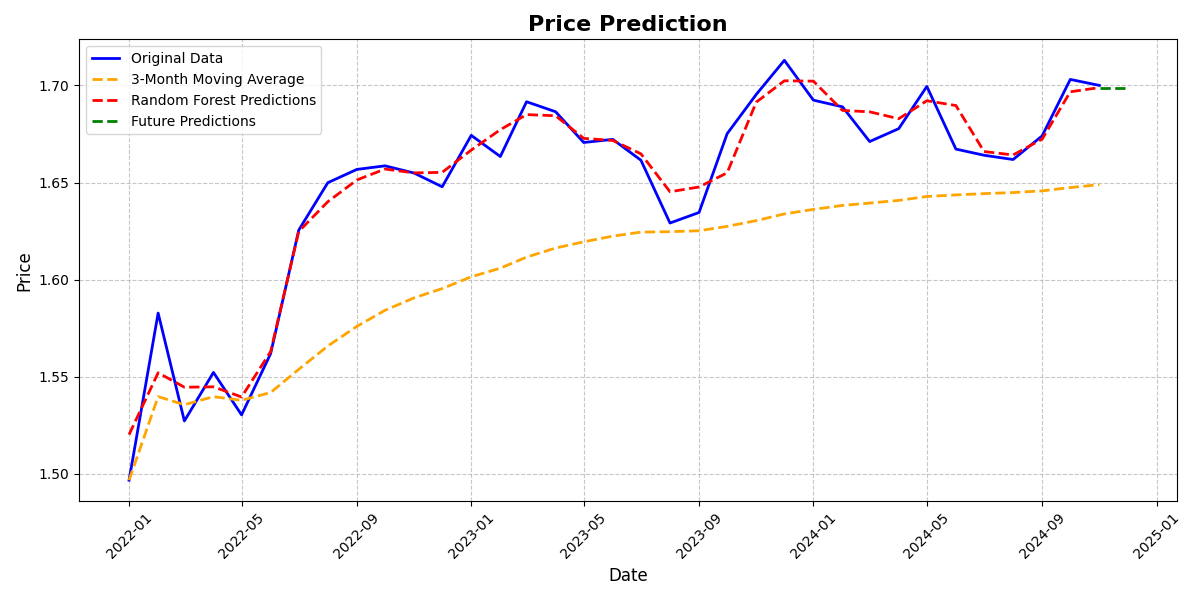 Price Prediction
Original Data
3-Month Moving Average
Random Forest Predictions
Future Predictions
Price
1.70
1.65
1.60
1.55
1.50
2022-01
2022-05
2022-09
2023-01
2023-05
2023-09
2024-01
2024-05
2024-09
2025-01
Date